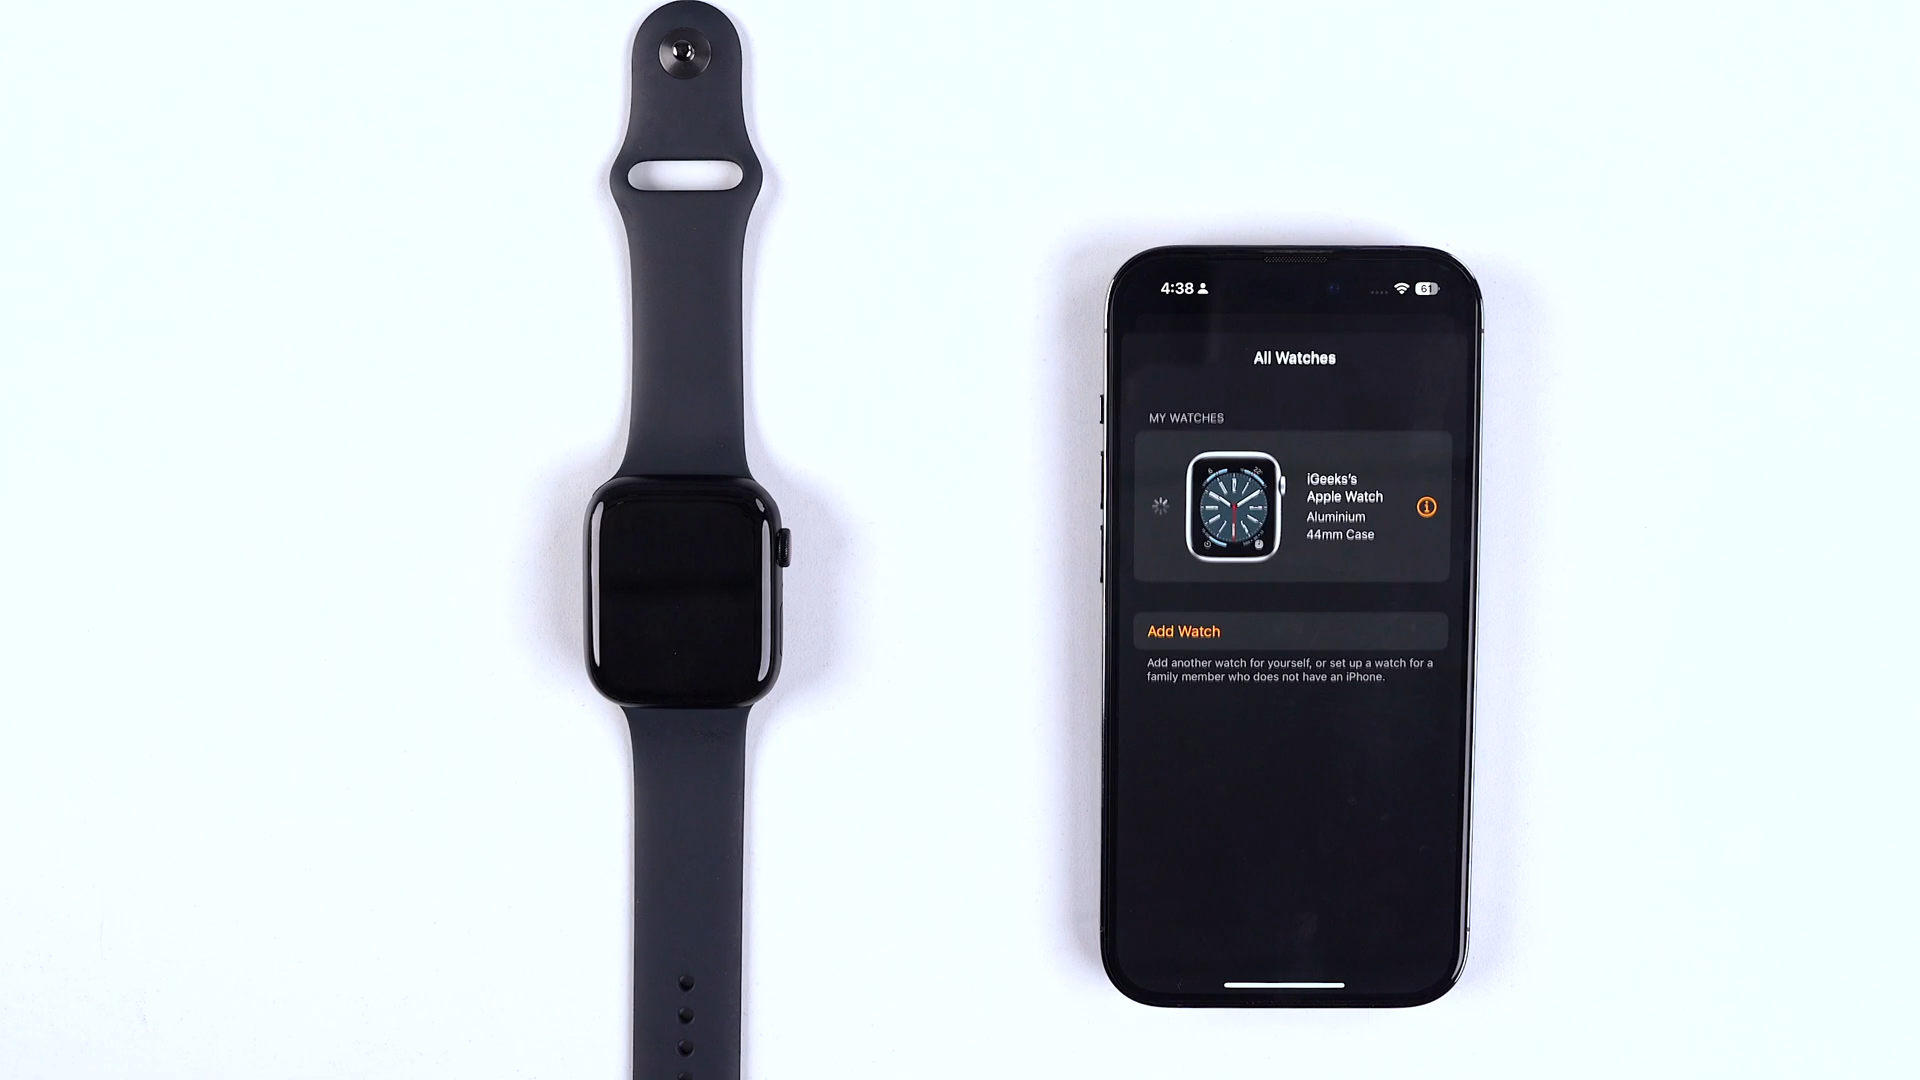 4:38
61
All Watches
MY WATCHES
iGeeks's
Apple Watch
Aluminium
44mm Case
Add Watch
Add another watch for yourself, or set up a watch for a
family member who does not have an iPhone.